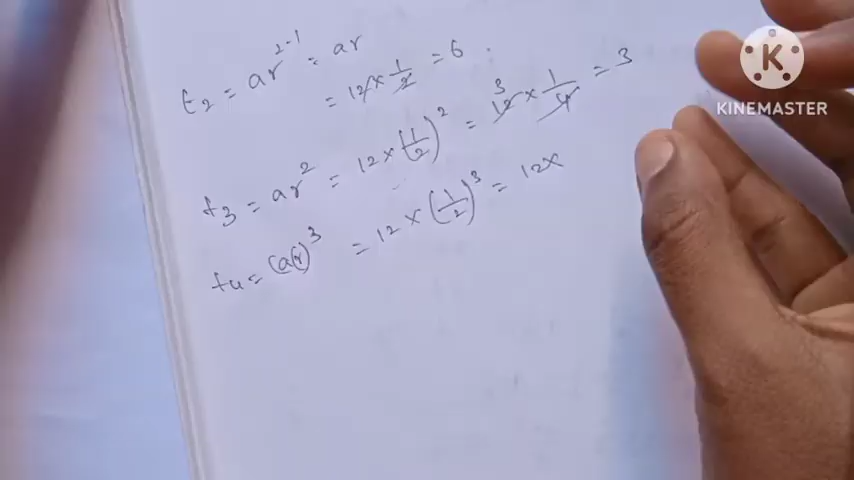 t2 = ar^2-1 = ar
= 12 × 1/2 = 6
t3 = ar^2 = 12 × (1/2)^2 = 12 3 × 1/4 = 3
t4 = (ar)^3 = 12 × (1/2)^3 = 12×
K
KINEMASTER